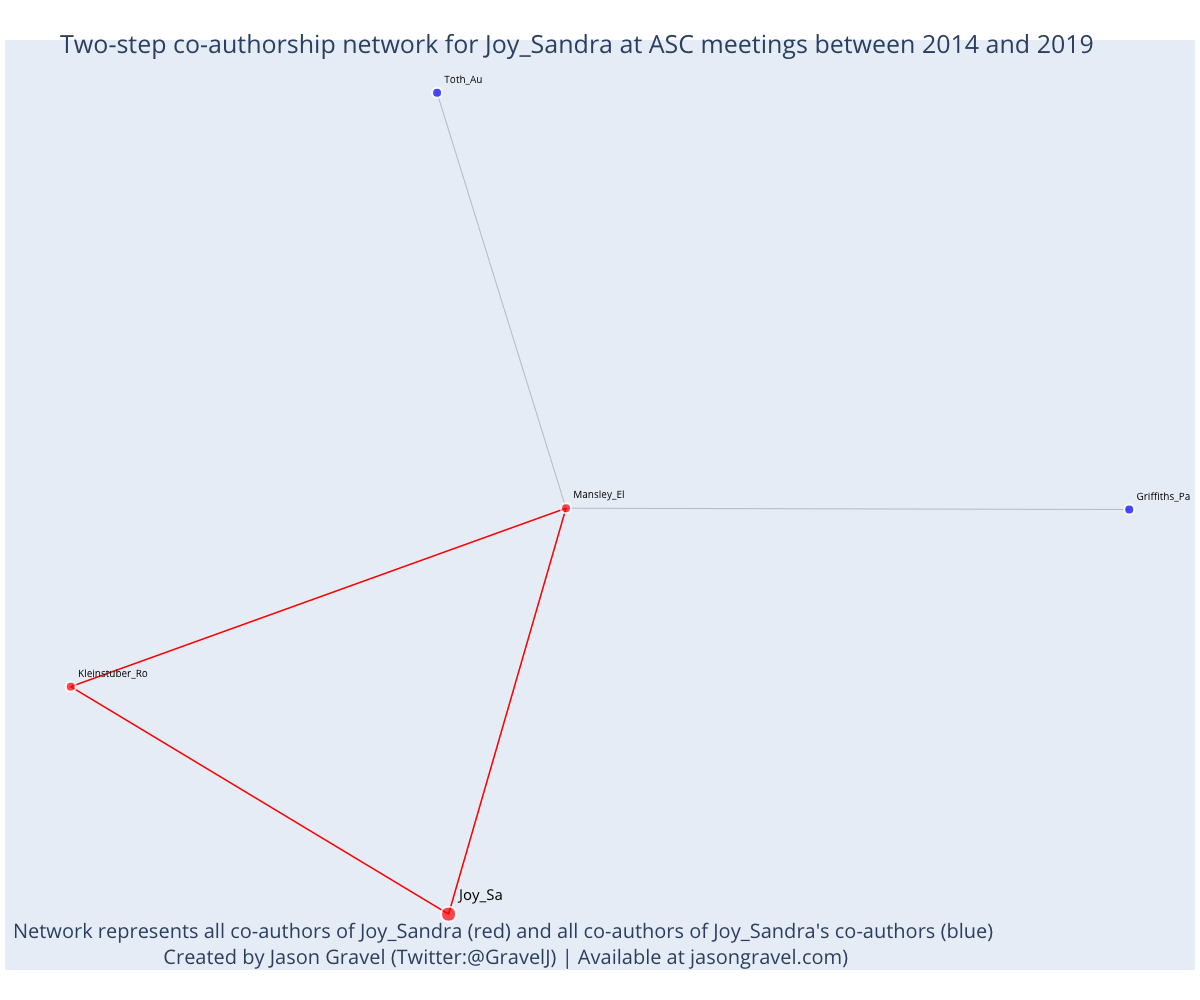 Two-step co-authorship network for Joy_Sandra at ASC meetings between 2014 and 2019
Toth_Au
Mansley_El
Griffiths_Pa
Kleinstuber_Ro
Joy_Sa
Network represents all co-authors of Joy_Sandra (red) and all co-authors of Joy_Sandra's co-authors (blue)
Created by Jason Gravel (Twitter:@GravelJ) | Available at jasongravel.com)